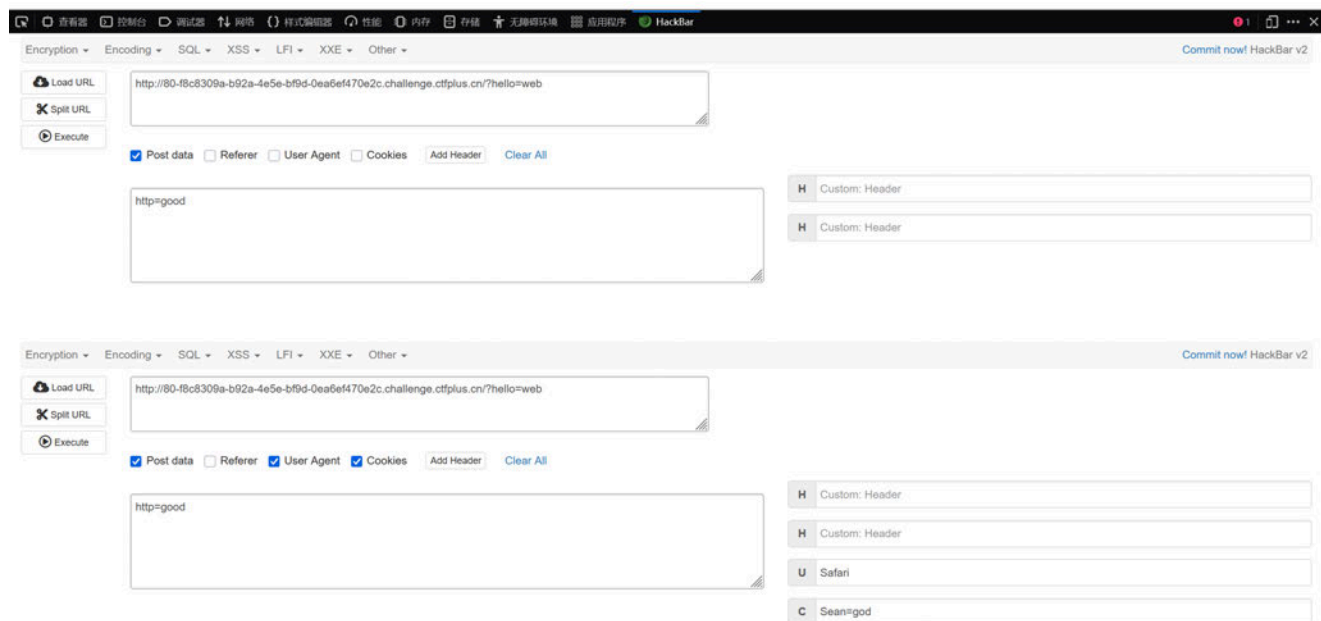 查看器 控制台 调试器 网络 样式编辑器 性能 内存 存储 无障碍环境 应用程序 HackBar 1
Encryption Encoding SQL XSS LFI XXE Other Commit now! HackBar v2
Load URL http://80-f8c8309a-b92a-4e5e-bf9d-0ea6ef470e2c.challenge.ctfplus.cn/?hello=web
Split URL
Execute
Post data Referer User Agent Cookies Add Header Clear All
H Custom: Header
http=good
H Custom: Header
Encryption Encoding SQL XSS LFI XXE Other Commit now! HackBar v2
Load URL http://80-f8c8309a-b92a-4e5e-bf9d-0ea6ef470e2c.challenge.ctfplus.cn/?hello=web
Split URL
Execute
Post data Referer User Agent Cookies Add Header Clear All
H Custom: Header
http=good
H Custom: Header
U Safari
C Sean=god